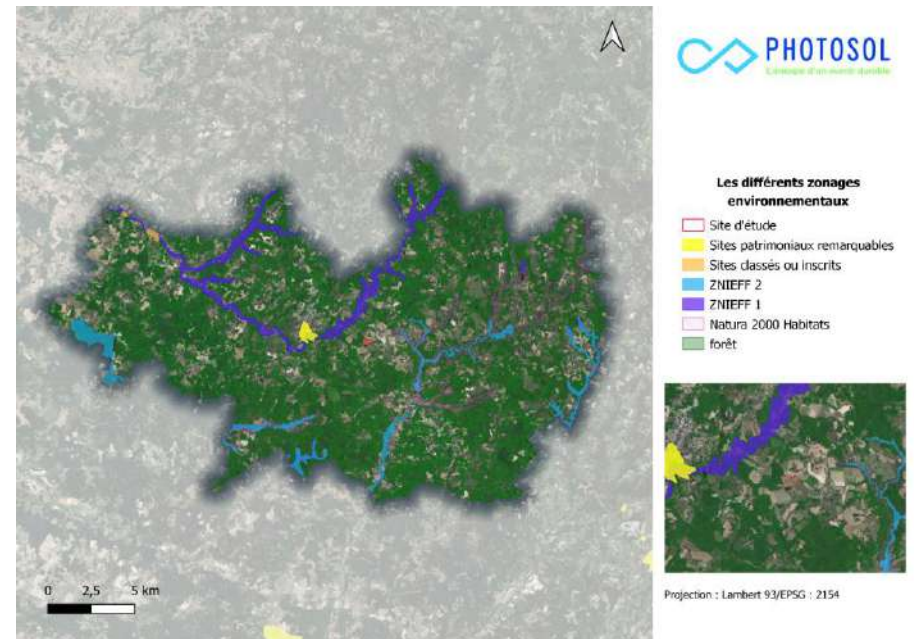 PHOTOSOL
Les différents zonages
environnementaux
Site d'étude
Sites patrimoniaux remarquables
Sites classés ou inscrits
ZNIEFF 2
ZNIEFF 1
Natura 2000 Habitats
forêt
0 2,5 5 km
Projection : Lambert 93/EPSG : 2154